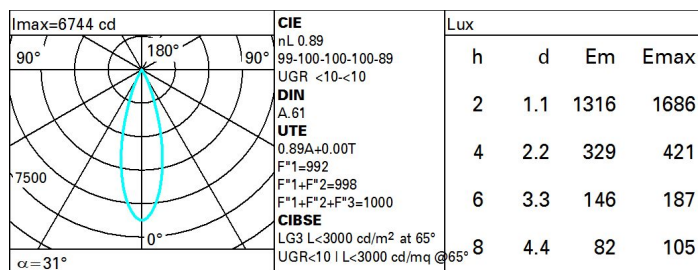 Imax=6744 cd
90°
180°
90°
7500
0°
α=31°
CIE
nL 0.89
99-100-100-100-89
UGR <10-<10
DIN
A.61
UTE
0.89A+0.00T
F"1=992
F"1+F"2=998
F"1+F"2+F"3=1000
CIBSE
LG3 L<3000 cd/m² at 65°
UGR<10 | L<3000 cd/mq @65°
Lux
h d Em Emax
2 1.1 1316 1686
4 2.2 329 421
6 3.3 146 187
8 4.4 82 105